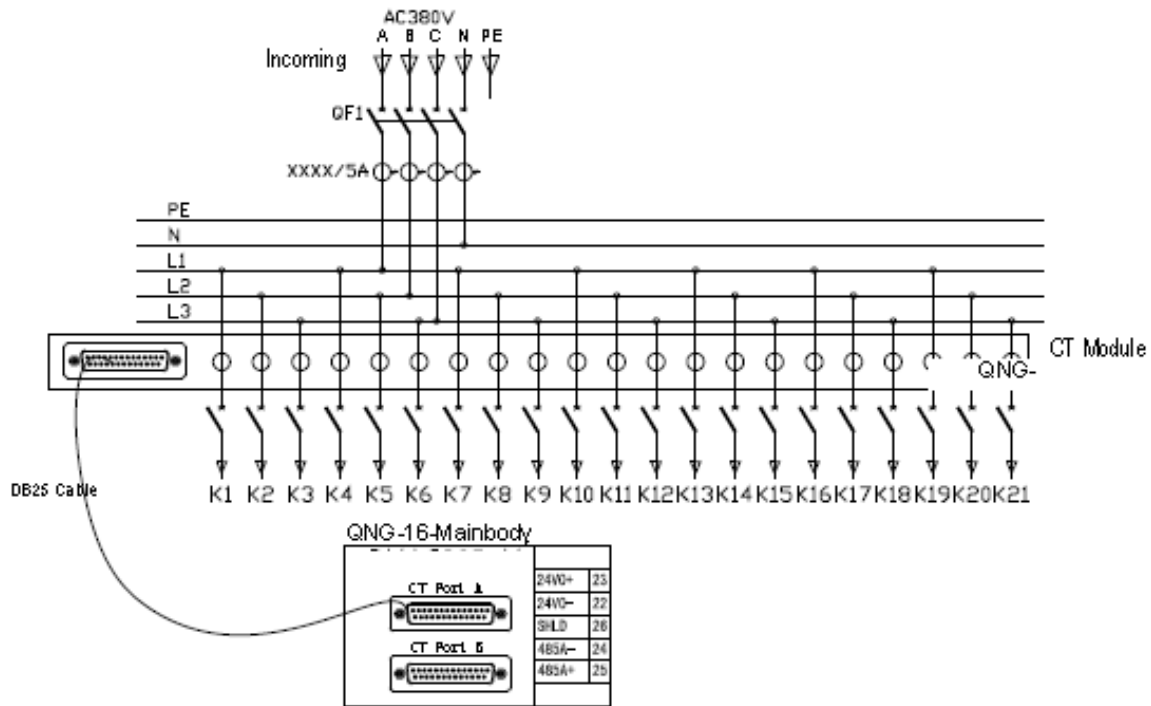 AC380V
A B C N PE
Incoming
QF1
XXXX/5A
PE
N
L1
L2
L3
CT Module
QNG-
DB25 Cable
K1 K2 K3 K4 K5 K6 K7 K8 K9 K10 K11 K12 K13 K14 K15 K16 K17 K18 K19 K20 K21
QNG-16-Mainbody
CT Port A
CT Port B
24V0+ 23
24V0- 22
SHLD 26
485A- 24
485A+ 25